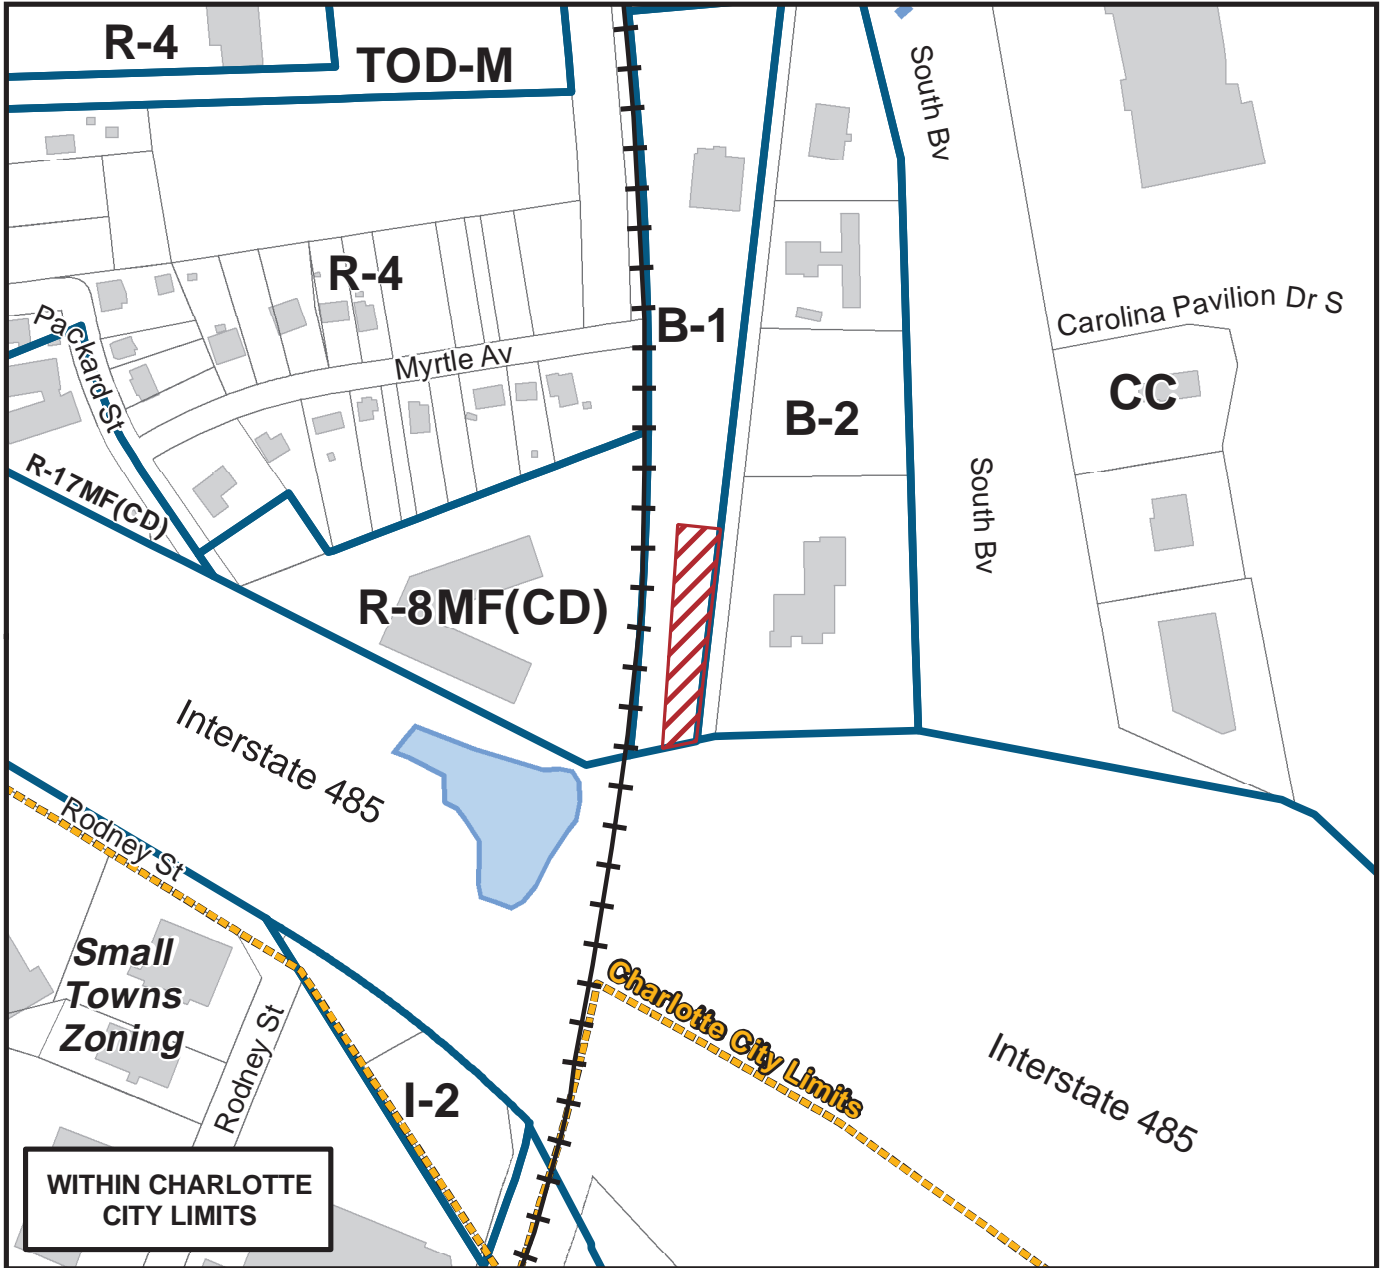 R-4
TOD-M
South Bv
R-4
Carolina Pavilion Dr S
Packard St
B-1
Myrtle Av
CC
B-2
R-17MF(CD)
South Bv
R-8MF(CD)
Interstate 485
Rodney St
Small
Towns
Zoning
Charlotte City Limits
Rodney St
Interstate 485
I-2
WITHIN CHARLOTTE
CITY LIMITS